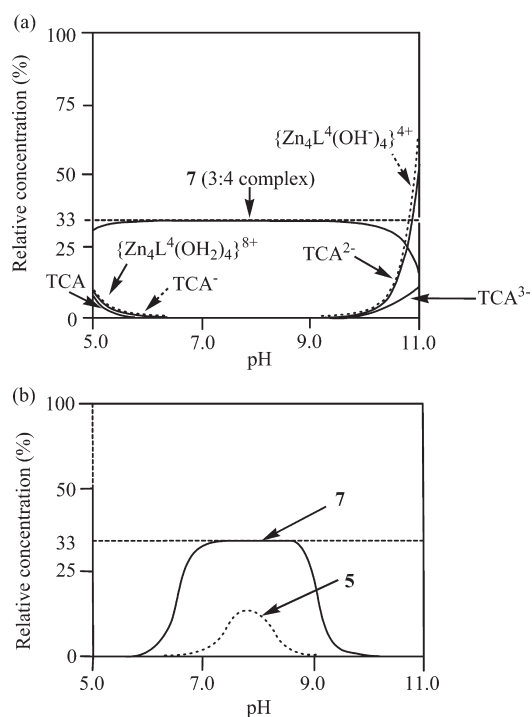 (a)
Relative concentration (%)
100
75
50
33
25
0
{Zn₄L⁴(OH⁻)₄}⁴⁺
7 (3:4 complex)
{Zn₄L⁴(OH₂)₄}⁸⁺
TCA
TCA⁻
TCA²⁻
TCA³⁻
5.0 7.0 9.0 11.0
pH
(b)
Relative concentration (%)
100
50
33
25
0
7
5
5.0 7.0 9.0 11.0
pH